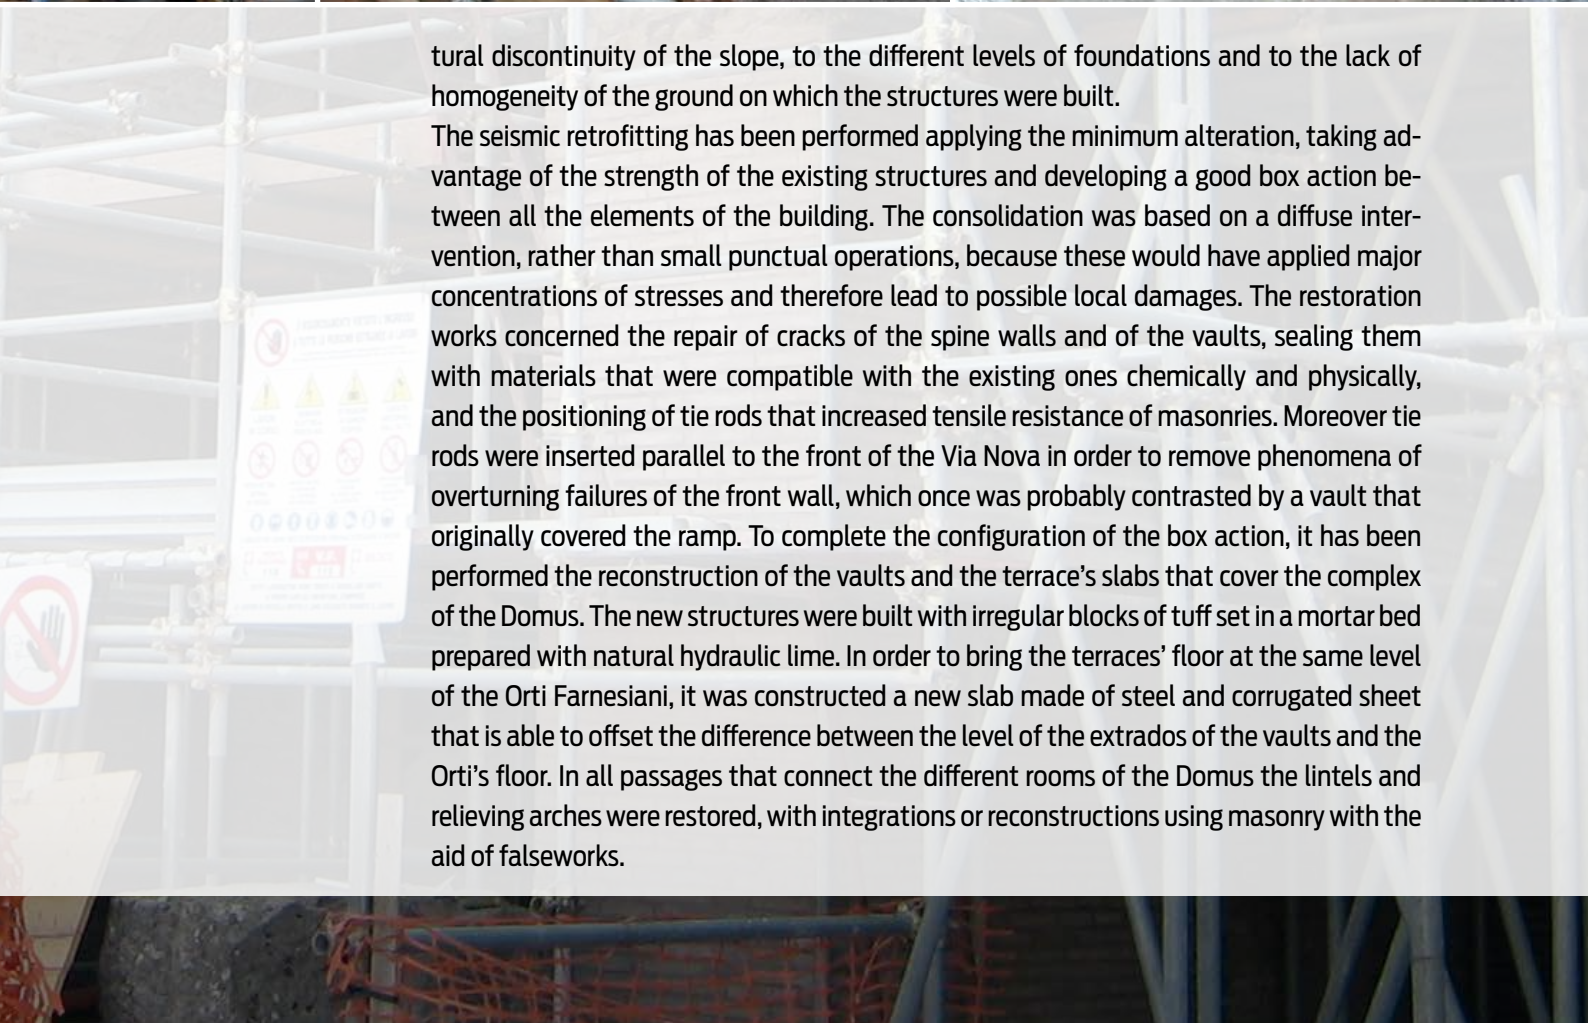 tural discontinuity of the slope, to the different levels of foundations and to the lack of
homogeneity of the ground on which the structures were built.
The seismic retrofitting has been performed applying the minimum alteration, taking ad-
vantage of the strength of the existing structures and developing a good box action be-
tween all the elements of the building. The consolidation was based on a diffuse inter-
vention, rather than small punctual operations, because these would have applied major
concentrations of stresses and therefore lead to possible local damages. The restoration
works concerned the repair of cracks of the spine walls and of the vaults, sealing them
with materials that were compatible with the existing ones chemically and physically,
and the positioning of tie rods that increased tensile resistance of masonries. Moreover tie
rods were inserted parallel to the front of the Via Nova in order to remove phenomena of
overturning failures of the front wall, which once was probably contrasted by a vault that
originally covered the ramp. To complete the configuration of the box action, it has been
performed the reconstruction of the vaults and the terrace's slabs that cover the complex
of the Domus. The new structures were built with irregular blocks of tuff set in a mortar bed
prepared with natural hydraulic lime. In order to bring the terraces' floor at the same level
of the Orti Farnesiani, it was constructed a new slab made of steel and corrugated sheet
that is able to offset the difference between the level of the extrados of the vaults and the
Orti's floor. In all passages that connect the different rooms of the Domus the lintels and
relieving arches were restored, with integrations or reconstructions using masonry with the
aid of falseworks.